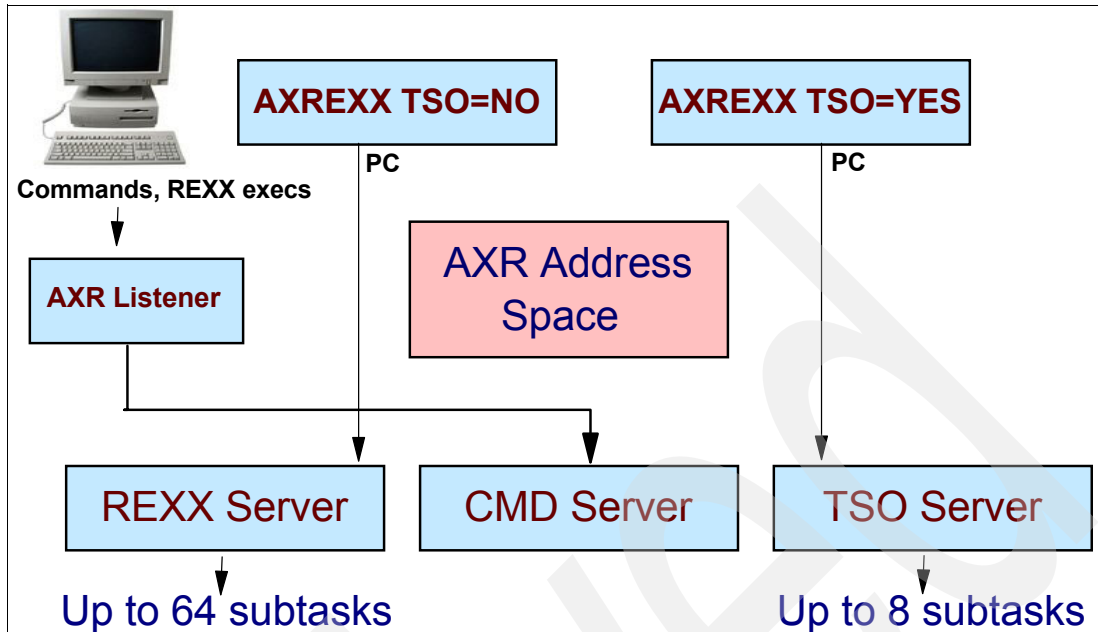 AXREXX TSO=NO
AXREXX TSO=YES
PC
PC
Commands, REXX execs
AXR Listener
AXR Address
Space
REXX Server
CMD Server
TSO Server
Up to 64 subtasks
Up to 8 subtasks